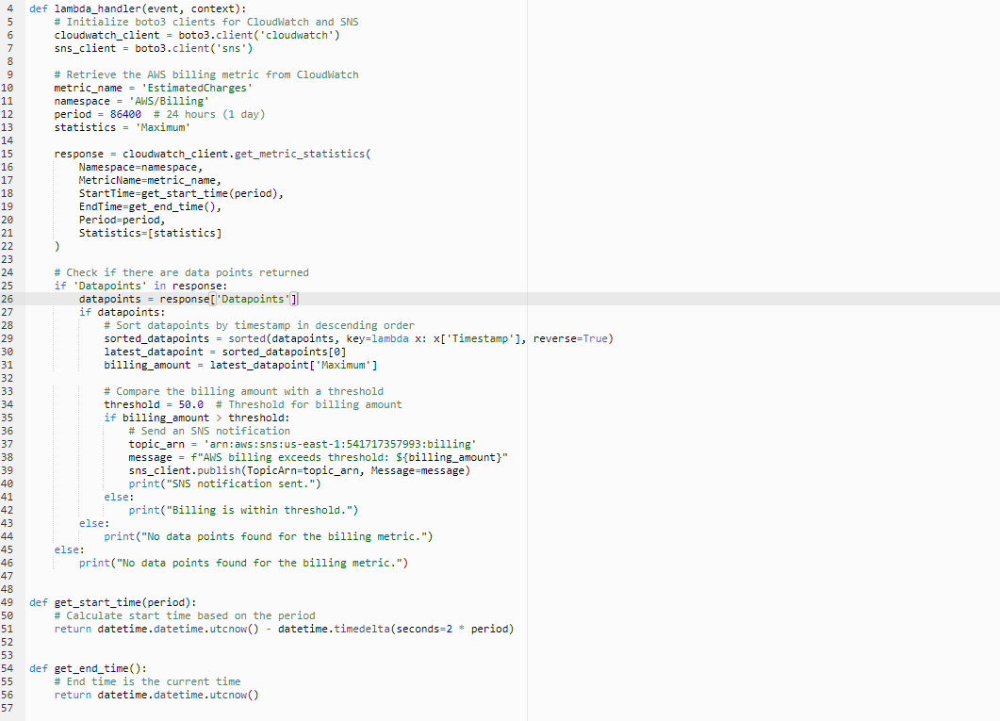 4 def lambda_handler(event, context):
5     # Initialize boto3 clients for CloudWatch and SNS
6     cloudwatch_client = boto3.client('cloudwatch')
7     sns_client = boto3.client('sns')
8
9     # Retrieve the AWS billing metric from CloudWatch
10     metric_name = 'EstimatedCharges'
11     namespace = 'AWS/Billing'
12     period = 86400  # 24 hours (1 day)
13     statistics = 'Maximum'
14
15     response = cloudwatch_client.get_metric_statistics(
16         Namespace=namespace,
17         MetricName=metric_name,
18         StartTime=get_start_time(period),
19         EndTime=get_end_time(),
20         Period=period,
21         Statistics=[statistics]
22     )
23
24     # Check if there are data points returned
25     if 'Datapoints' in response:
26         datapoints = response['Datapoints']
27         if datapoints:
28             # Sort datapoints by timestamp in descending order
29             sorted_datapoints = sorted(datapoints, key=lambda x: x['Timestamp'], reverse=True)
30             latest_datapoint = sorted_datapoints[0]
31             billing_amount = latest_datapoint['Maximum']
32
33             # Compare the billing amount with a threshold
34             threshold = 50.0  # Threshold for billing amount
35             if billing_amount > threshold:
36                 # Send an SNS notification
37                 topic_arn = 'arn:aws:sns:us-east-1:541717357993:billing'
38                 message = f"AWS billing exceeds threshold: ${billing_amount}"
39                 sns_client.publish(TopicArn=topic_arn, Message=message)
40                 print("SNS notification sent.")
41             else:
42                 print("Billing is within threshold.")
43         else:
44             print("No data points found for the billing metric.")
45     else:
46         print("No data points found for the billing metric.")
47
48
49 def get_start_time(period):
50     # Calculate start time based on the period
51     return datetime.datetime.utcnow() - datetime.timedelta(seconds=2 * period)
52
53
54 def get_end_time():
55     # End time is the current time
56     return datetime.datetime.utcnow()
57